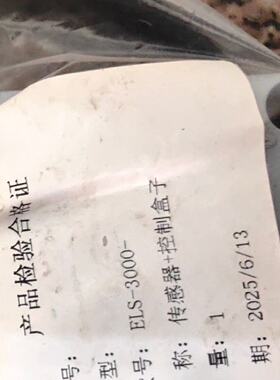 产品检验合格证
号：
型：
号：ELS-3000-
称：传感器+控制盒子
量：1
期：2025/6/13